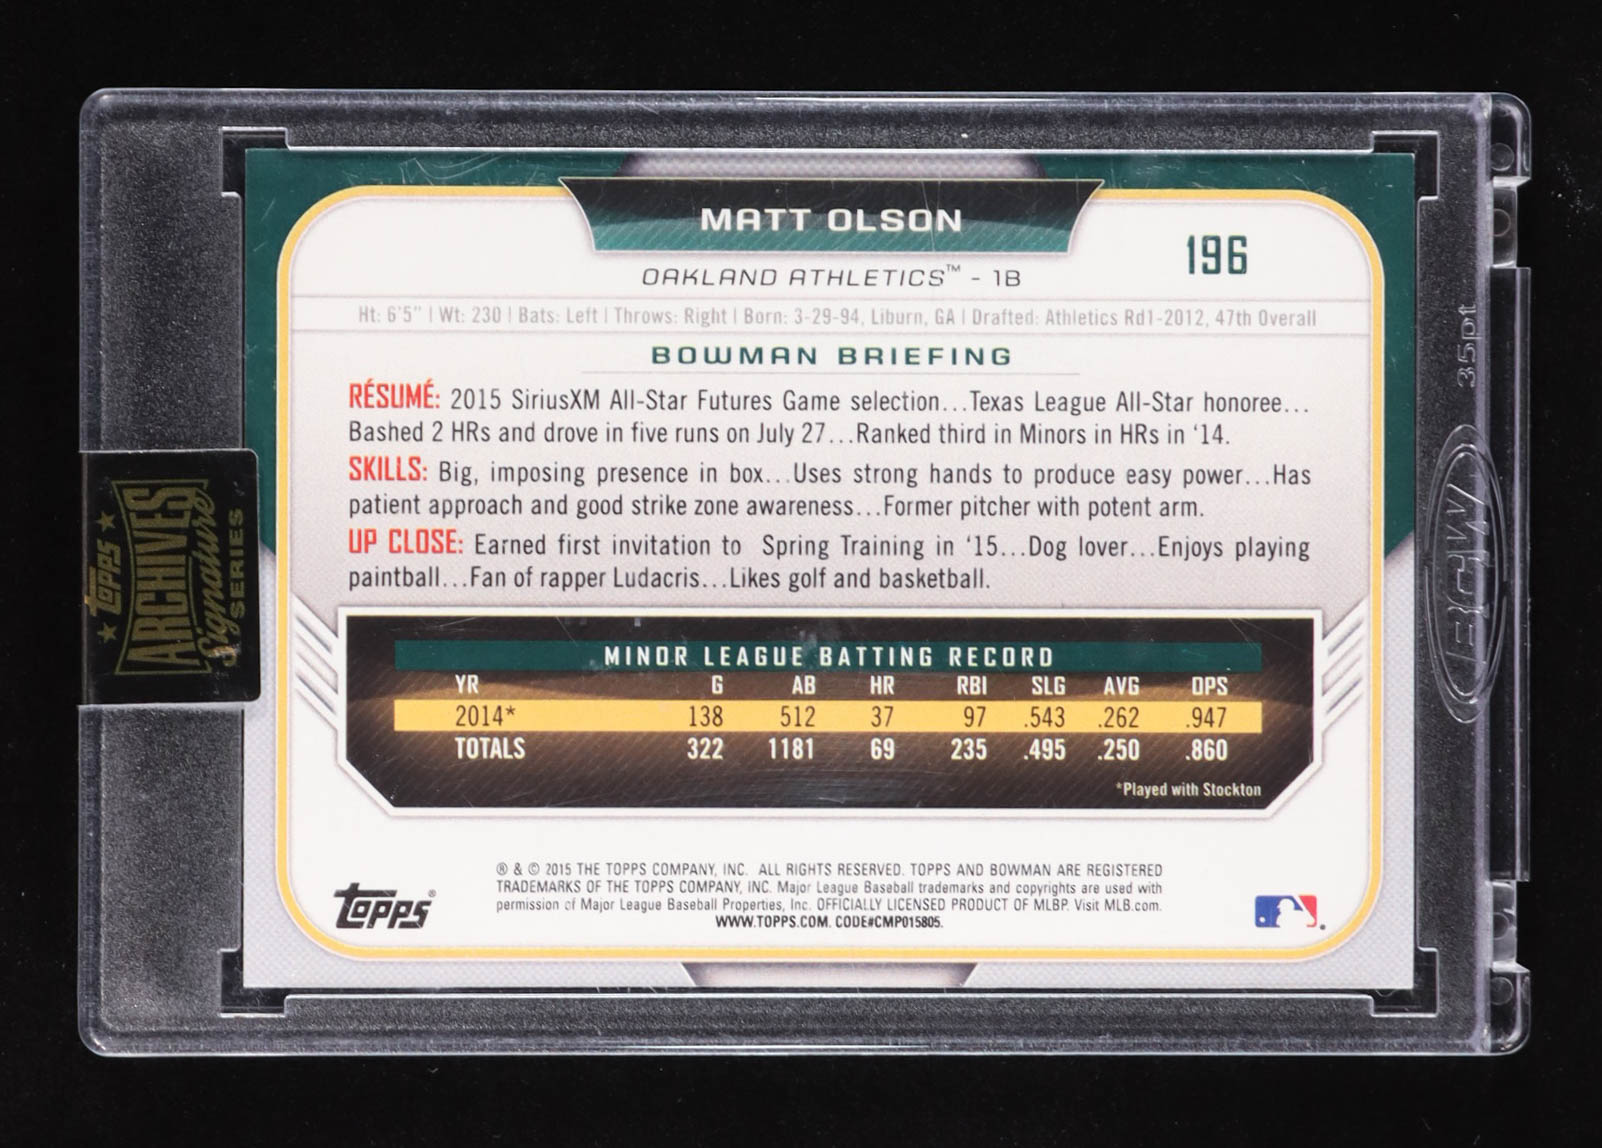 MATT OLSON
196
OAKLAND ATHLETICS™ - 1B
Ht: 6'5" | Wt: 230 | Bats: Left | Throws: Right | Born: 3-29-94, Liburn, GA | Drafted: Athletics Rd1-2012, 47th Overall
BOWMAN BRIEFING
RÉSUMÉ: 2015 SiriusXM All-Star Futures Game selection...Texas League All-Star honoree...
Bashed 2 HRs and drove in five runs on July 27...Ranked third in Minors in HRs in '14.
SKILLS: Big, imposing presence in box...Uses strong hands to produce easy power...Has
patient approach and good strike zone awareness...Former pitcher with potent arm.
UP CLOSE: Earned first invitation to Spring Training in '15...Dog lover...Enjoys playing
paintball...Fan of rapper Ludacris...Likes golf and basketball.
MINOR LEAGUE BATTING RECORD
YR G AB HR RBI SLG AVG OPS
2014* 138 512 37 97 .543 .262 .947
TOTALS 322 1181 69 235 .495 .250 .860
*Played with Stockton
® & © 2015 THE TOPPS COMPANY, INC. ALL RIGHTS RESERVED. TOPPS AND BOWMAN ARE REGISTERED
TRADEMARKS OF THE TOPPS COMPANY, INC. Major League Baseball trademarks and copyrights are used with
permission of Major League Baseball Properties, Inc. OFFICIALLY LICENSED PRODUCT OF MLBP. Visit MLB.com.
WWW.TOPPS.COM. CODE#CMP015805.
Topps®
Topps
ARCHIVES
Signature
SERIES
35pt
BCW